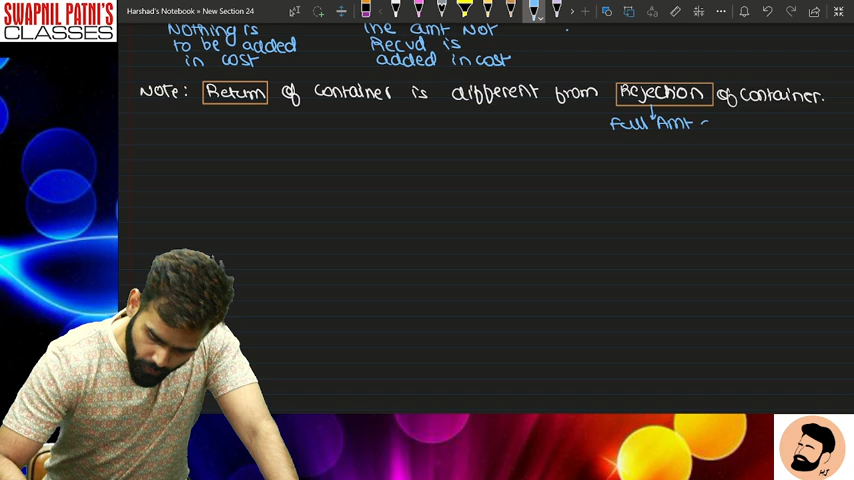 SWAPNIL PATNI'S
CLASSES
Harshad's Notebook » New Section 24
Nothing is
to be added
in cost
The amt Not
Recvd is
added in cost
Note: Return of container is different from Rejection of container.
Full Amt
HJ